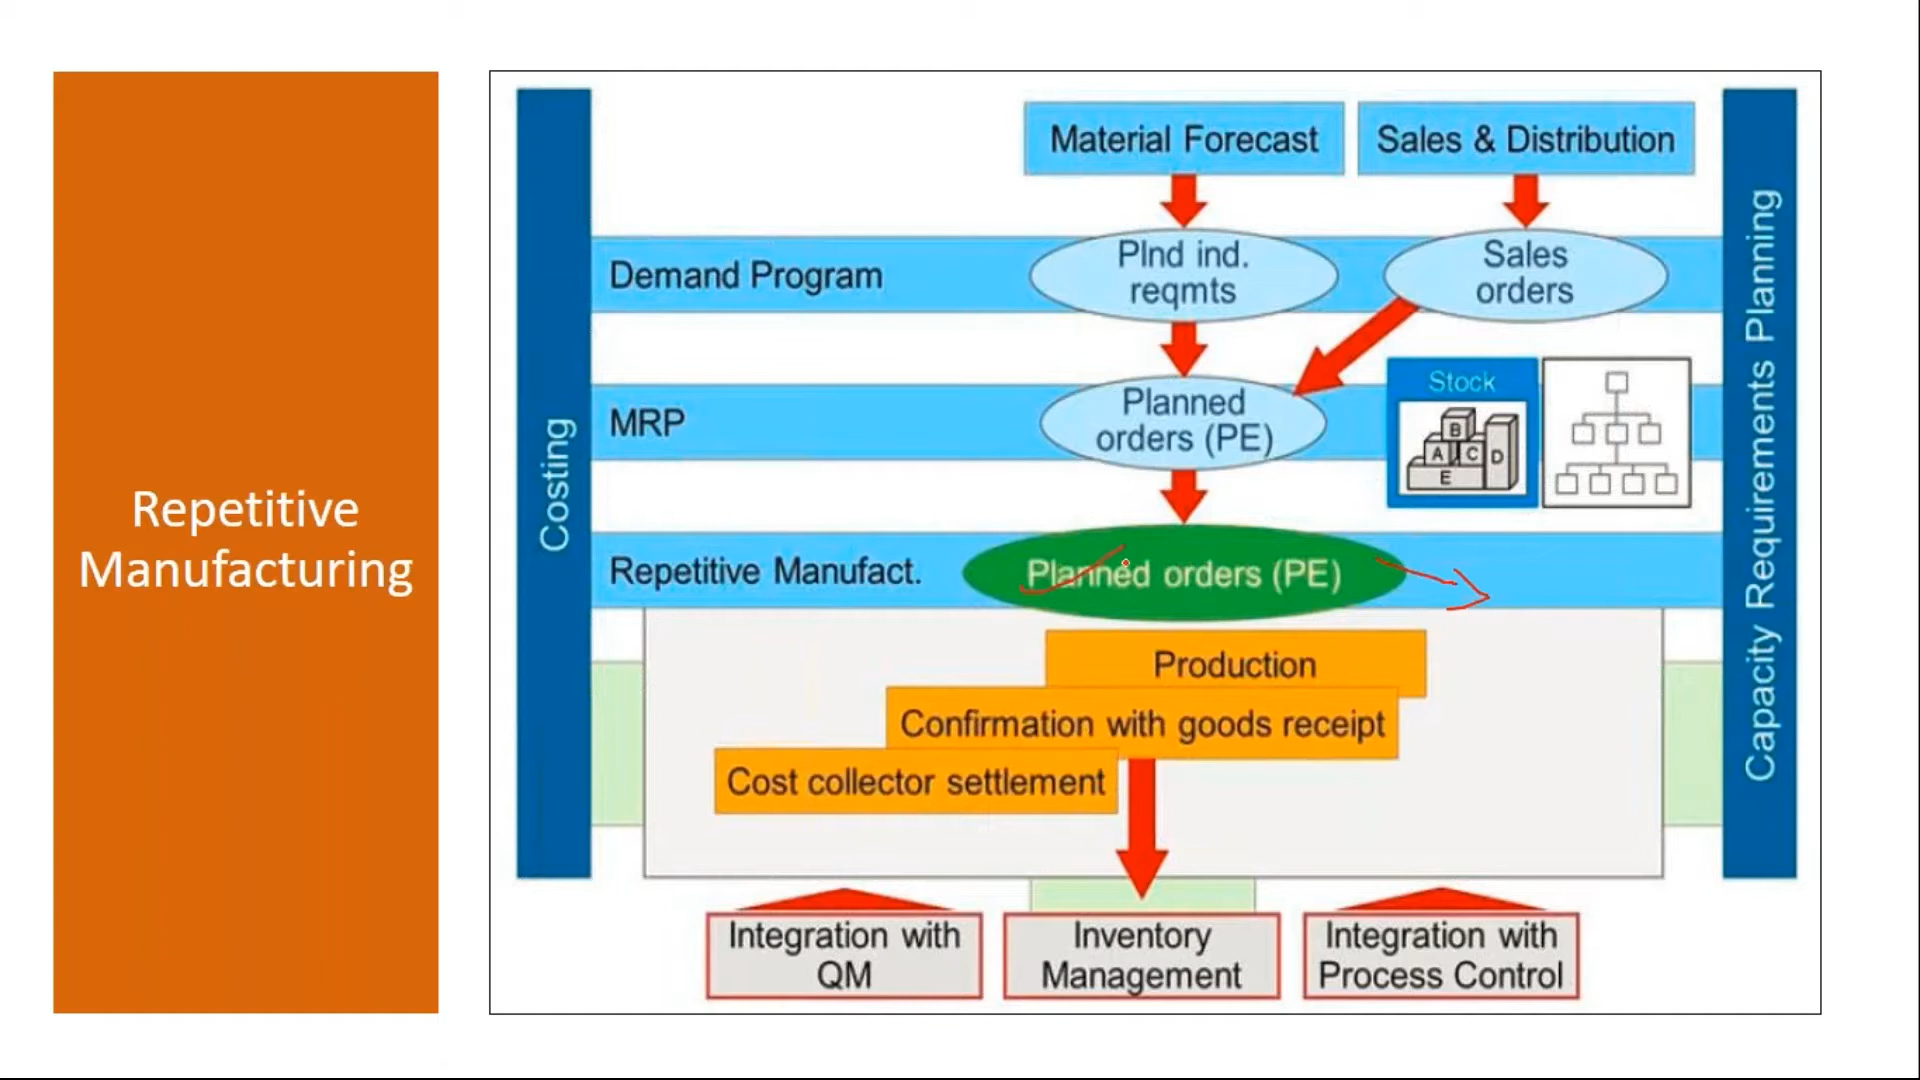 Repetitive
Manufacturing
Costing
Material Forecast
Sales & Distribution
Demand Program
Plnd ind.
reqmts
Sales
orders
MRP
Planned
orders (PE)
Stock
B
A C D
E
Repetitive Manufact.
Planned orders (PE)
Production
Confirmation with goods receipt
Cost collector settlement
Integration with
QM
Inventory
Management
Integration with
Process Control
Capacity Requirements Planning